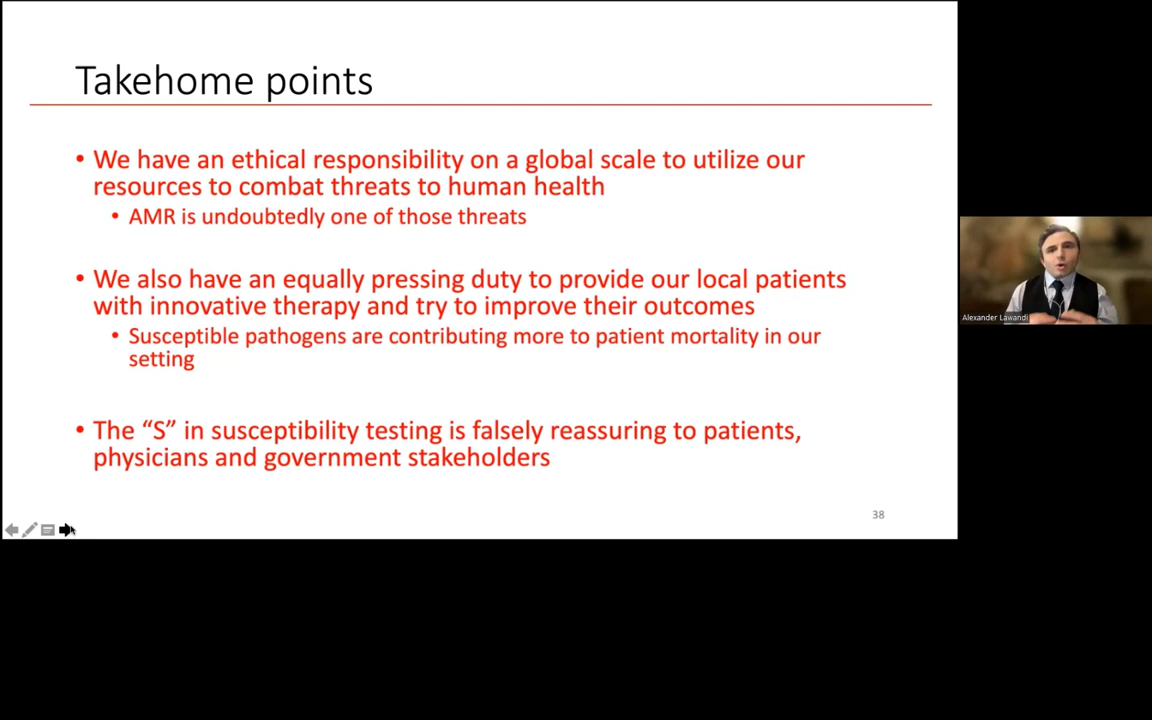 Takehome points
• We have an ethical responsibility on a global scale to utilize our
resources to combat threats to human health
• AMR is undoubtedly one of those threats
• We also have an equally pressing duty to provide our local patients
with innovative therapy and try to improve their outcomes
• Susceptible pathogens are contributing more to patient mortality in our
setting
• The “S” in susceptibility testing is falsely reassuring to patients,
physicians and government stakeholders
38
Alexander Lawandi